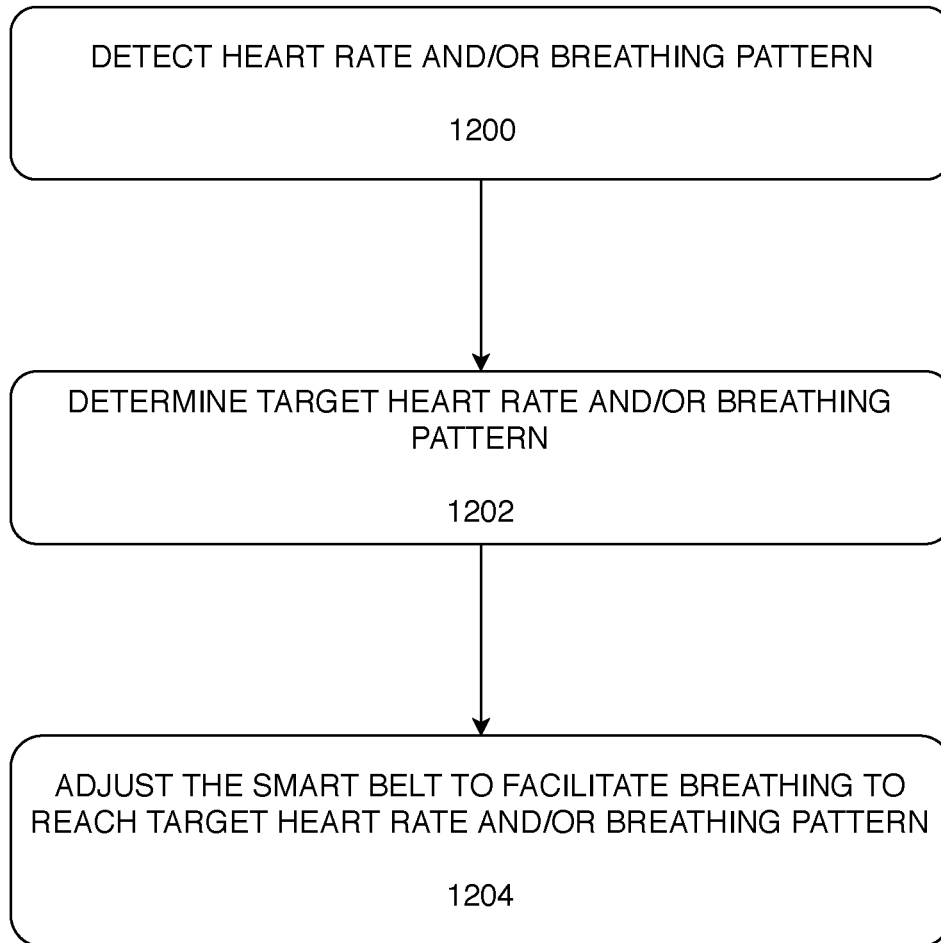 DETECT HEART RATE AND/OR BREATHING PATTERN
1200
DETERMINE TARGET HEART RATE AND/OR BREATHING
PATTERN
1202
ADJUST THE SMART BELT TO FACILITATE BREATHING TO
REACH TARGET HEART RATE AND/OR BREATHING PATTERN
1204